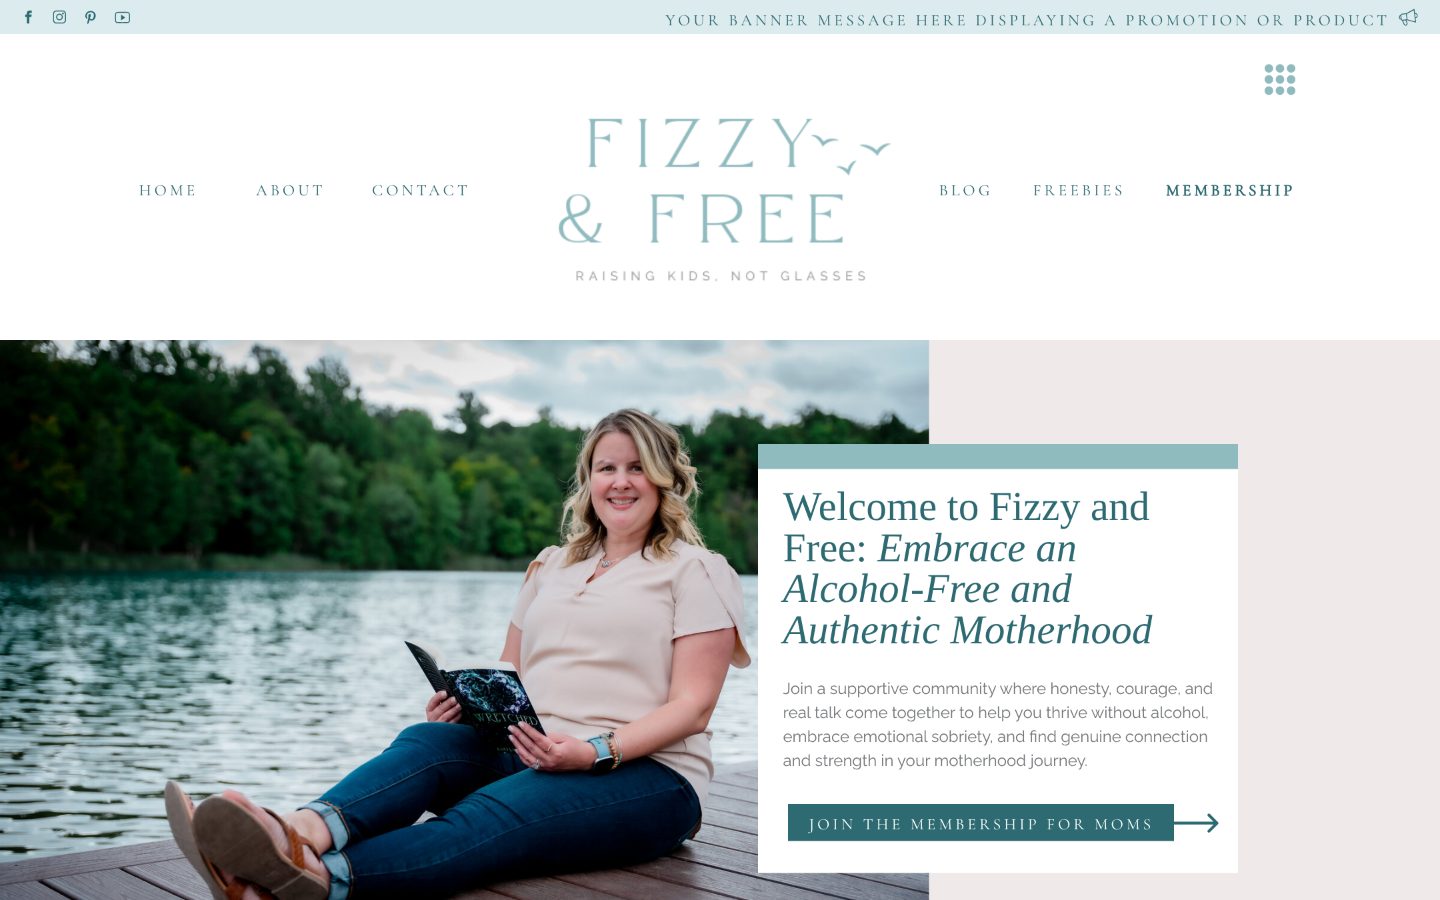 YOUR BANNER MESSAGE HERE DISPLAYING A PROMOTION OR PRODUCT
FIZZY
& FREE
RAISING KIDS, NOT GLASSES
HOME
ABOUT
CONTACT
BLOG
FREEBIES
MEMBERSHIP
Welcome to Fizzy and
Free: Embrace an
Alcohol-Free and
Authentic Motherhood
Join a supportive community where honesty, courage, and
real talk come together to help you thrive without alcohol,
embrace emotional sobriety, and find genuine connection
and strength in your motherhood journey.
JOIN THE MEMBERSHIP FOR MOMS
WRETCHED